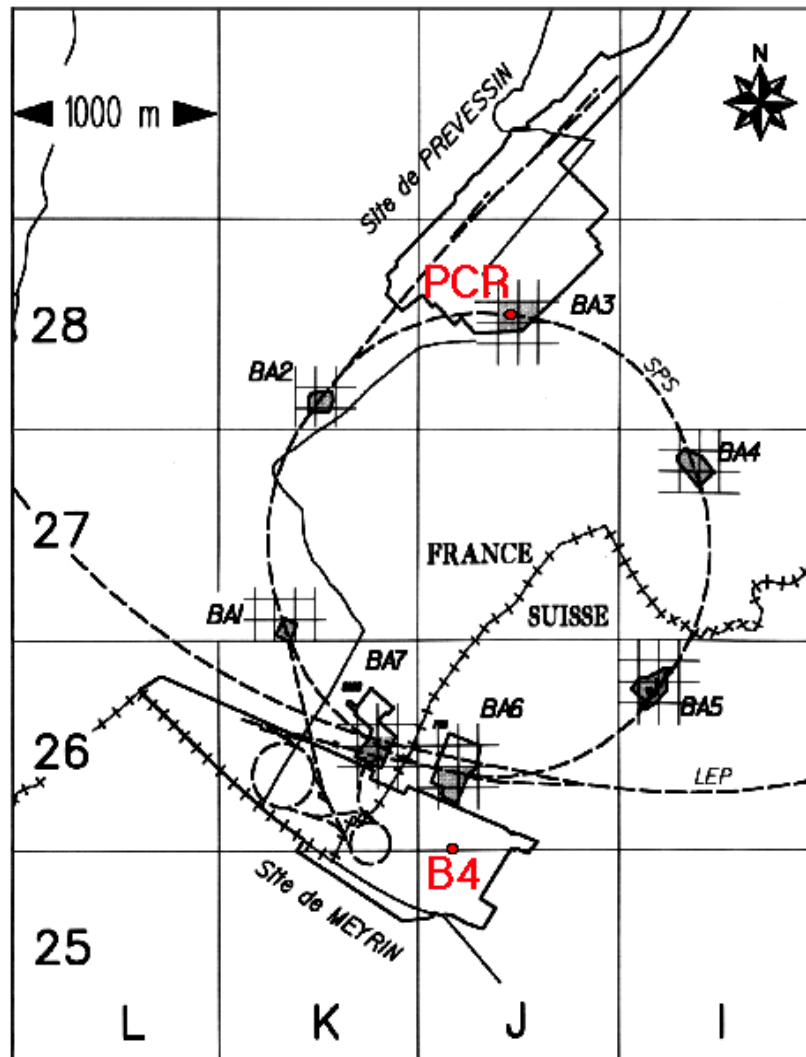 N
1000 m
Site de PREVESSIN
PCR
BA3
28
BA2
SPS
BA4
27
FRANCE
SUISSE
BA1
BA7
BA6
BA5
26
LEP
B4
Site de MEYRIN
25
L K J I